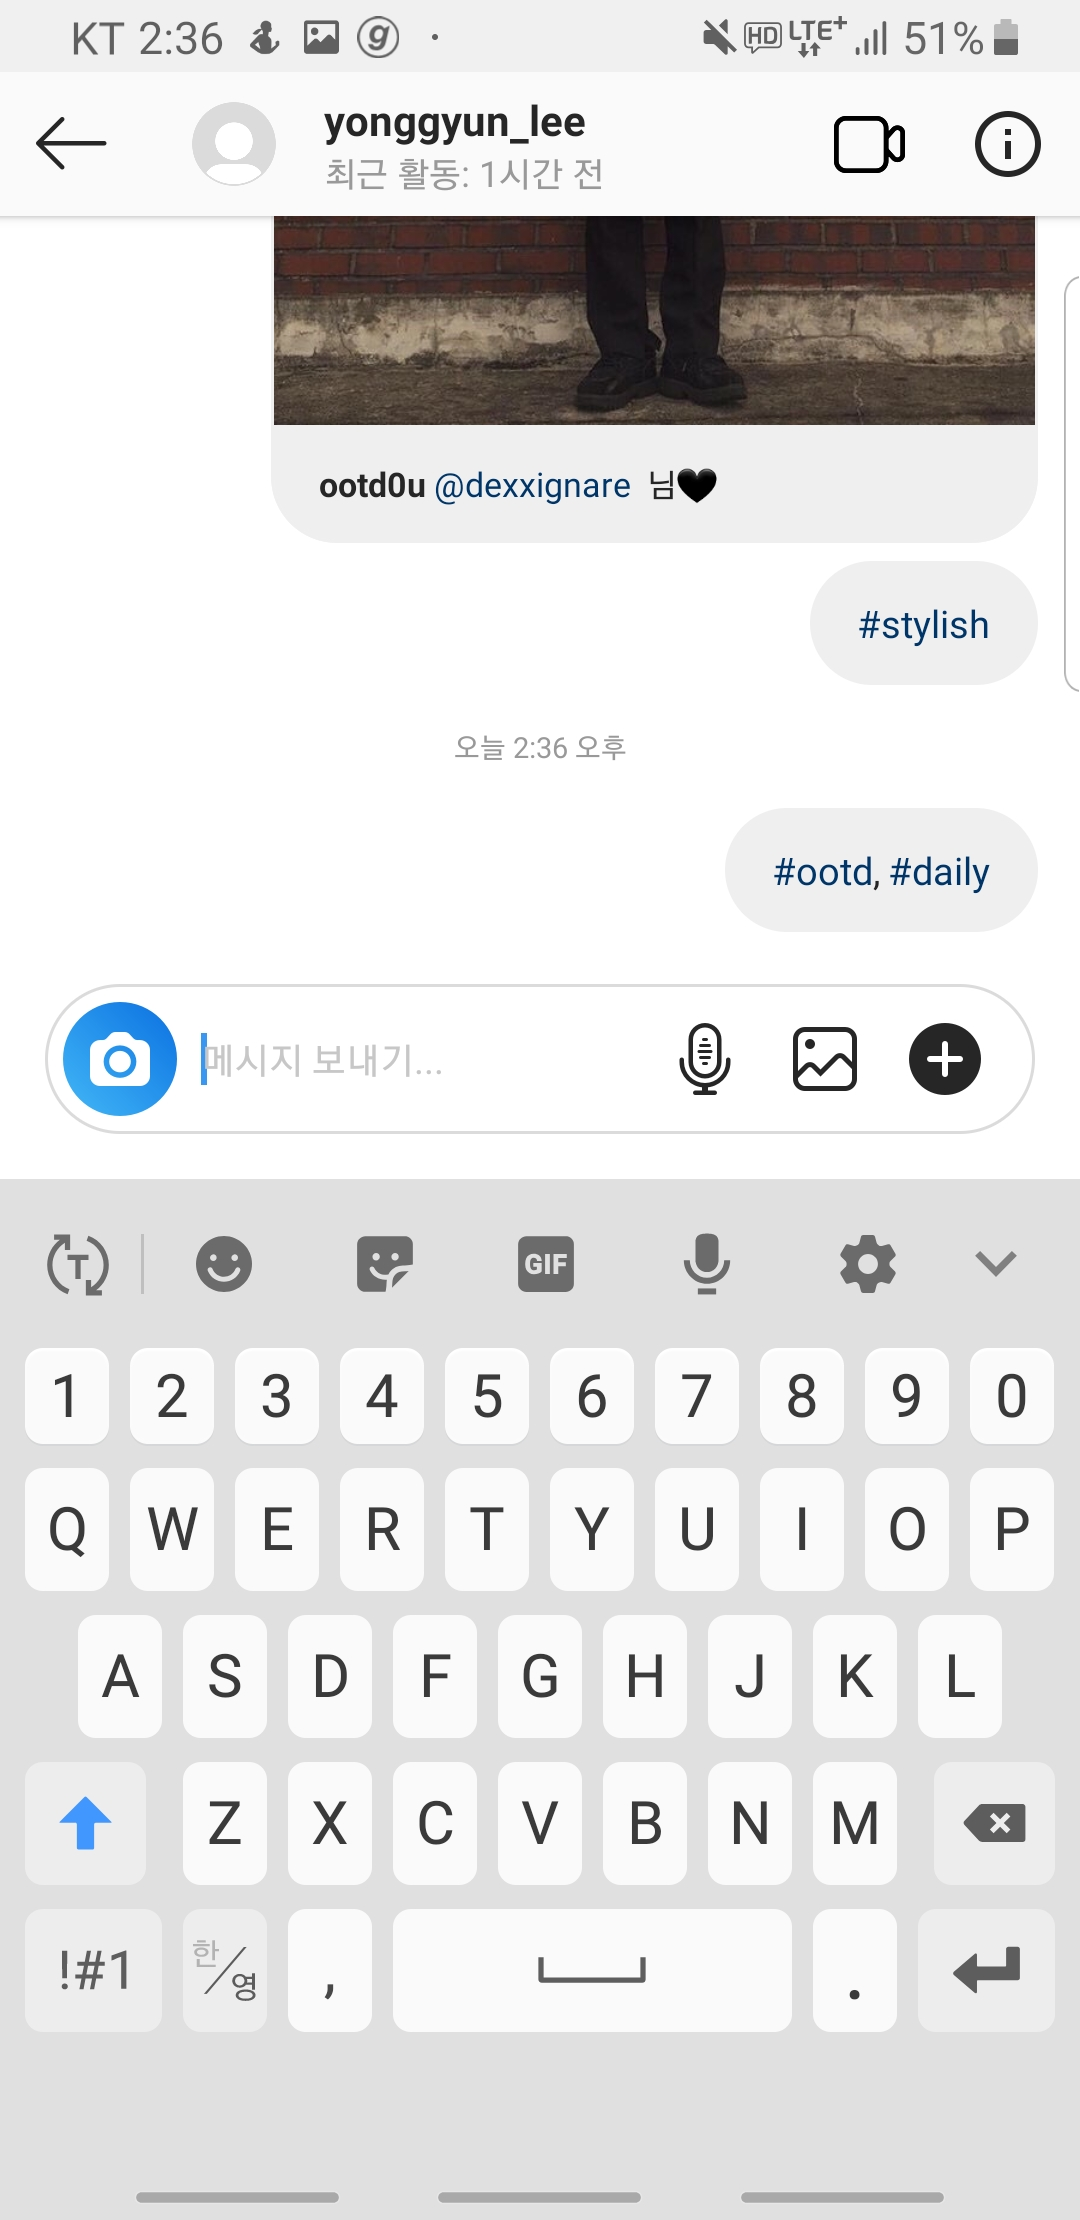 KT 2:36 HD LTE+ 51%
yonggyun_lee
최근 활동: 1시간 전
ootd0u @dexxignare 님🖤
#stylish
오늘 2:36 오후
#ootd, #daily
메시지 보내기...
T GIF
1 2 3 4 5 6 7 8 9 0
Q W E R T Y U I O P
A S D F G H J K L
Z X C V B N M
!#1 한/영 , .